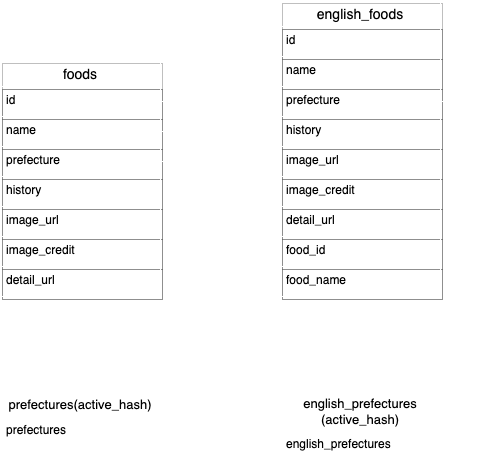 foods
id
name
prefecture
history
image_url
image_credit
detail_url
english_foods
id
name
prefecture
history
image_url
image_credit
detail_url
food_id
food_name
prefectures(active_hash)
prefectures
english_prefectures
(active_hash)
english_prefectures